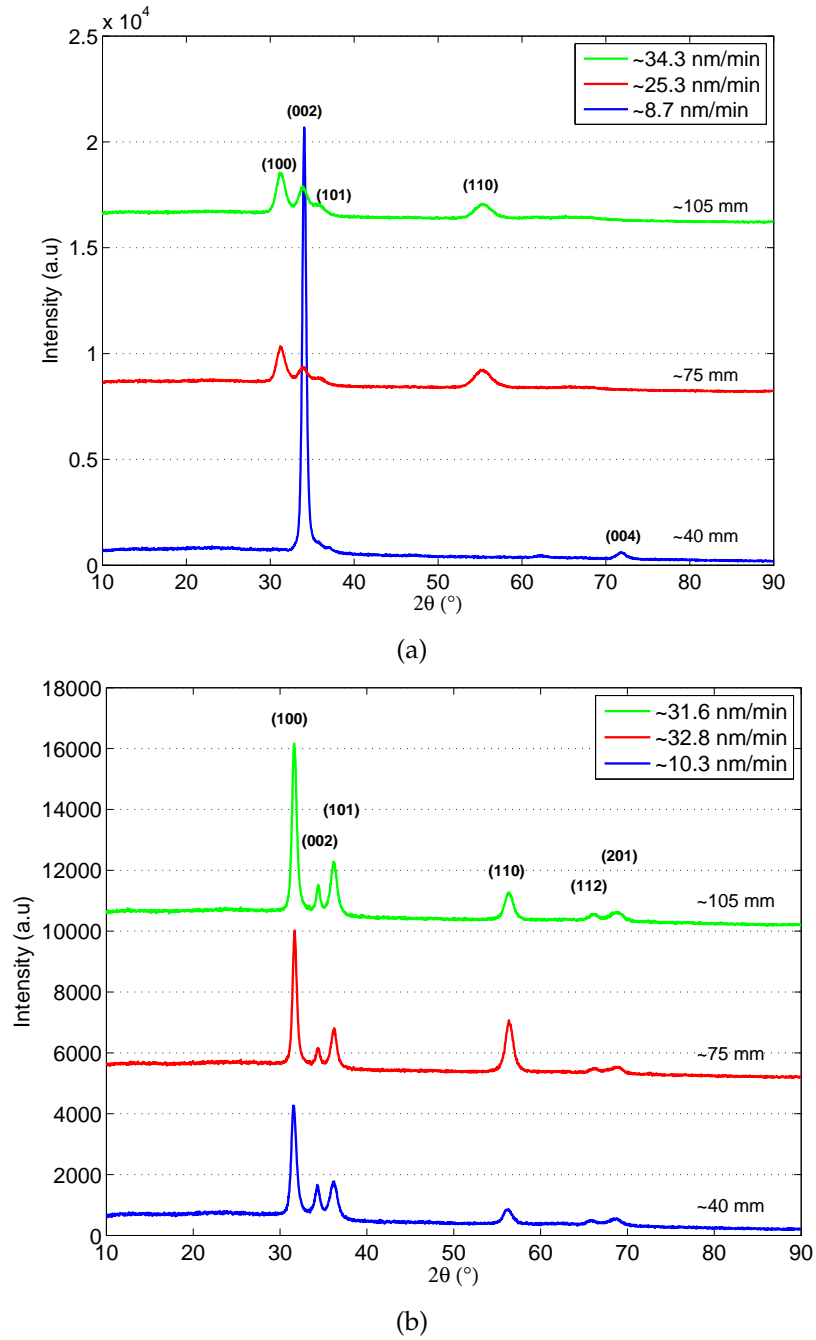 x 10⁴
2.5
2
1.5
1
0.5
0
10 20 30 40 50 60 70 80 90
Intensity (a.u)
2θ (°)
~34.3 nm/min
~25.3 nm/min
~8.7 nm/min
(002)
(100)
(101)
(110)
~105 mm
~75 mm
(004)
~40 mm
(a)
18000
16000
14000
12000
10000
8000
6000
4000
2000
0
10 20 30 40 50 60 70 80 90
Intensity (a.u)
2θ (°)
~31.6 nm/min
~32.8 nm/min
~10.3 nm/min
(100)
(101)
(002)
(110)
(201)
(112)
~105 mm
~75 mm
~40 mm
(b)